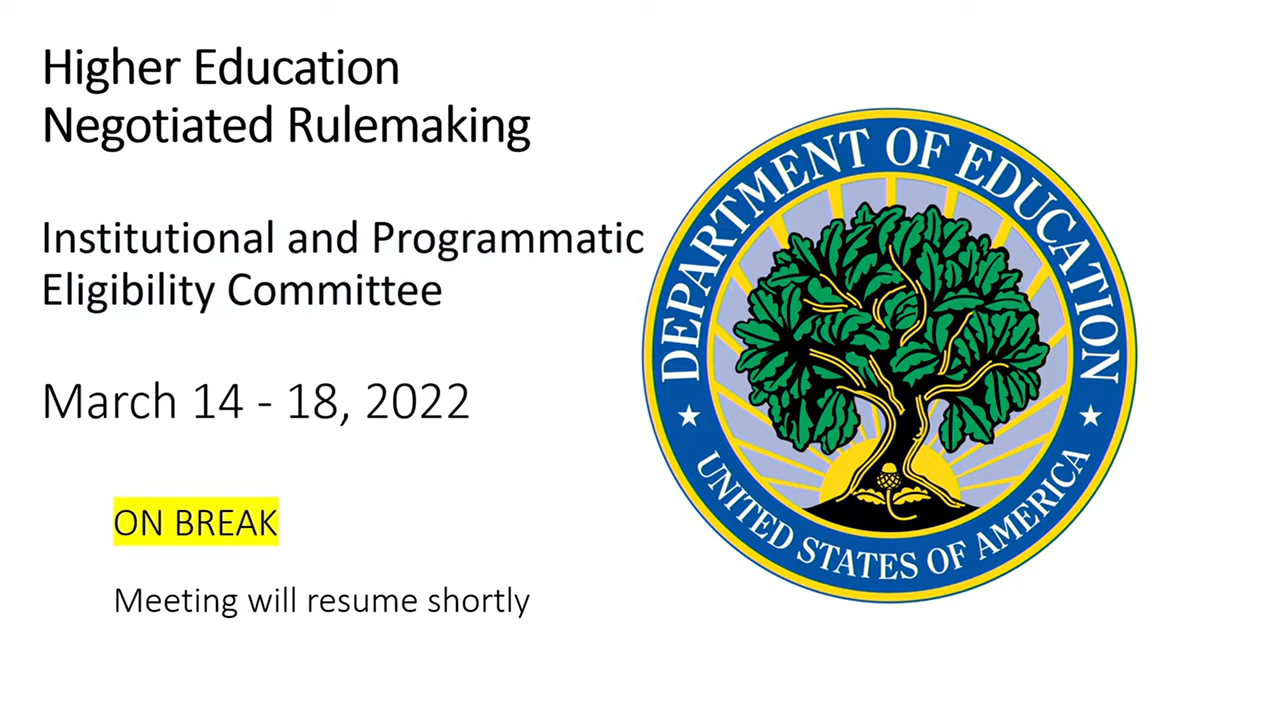 Higher Education
Negotiated Rulemaking
Institutional and Programmatic
Eligibility Committee
March 14 - 18, 2022
ON BREAK
Meeting will resume shortly
DEPARTMENT OF EDUCATION
UNITED STATES OF AMERICA